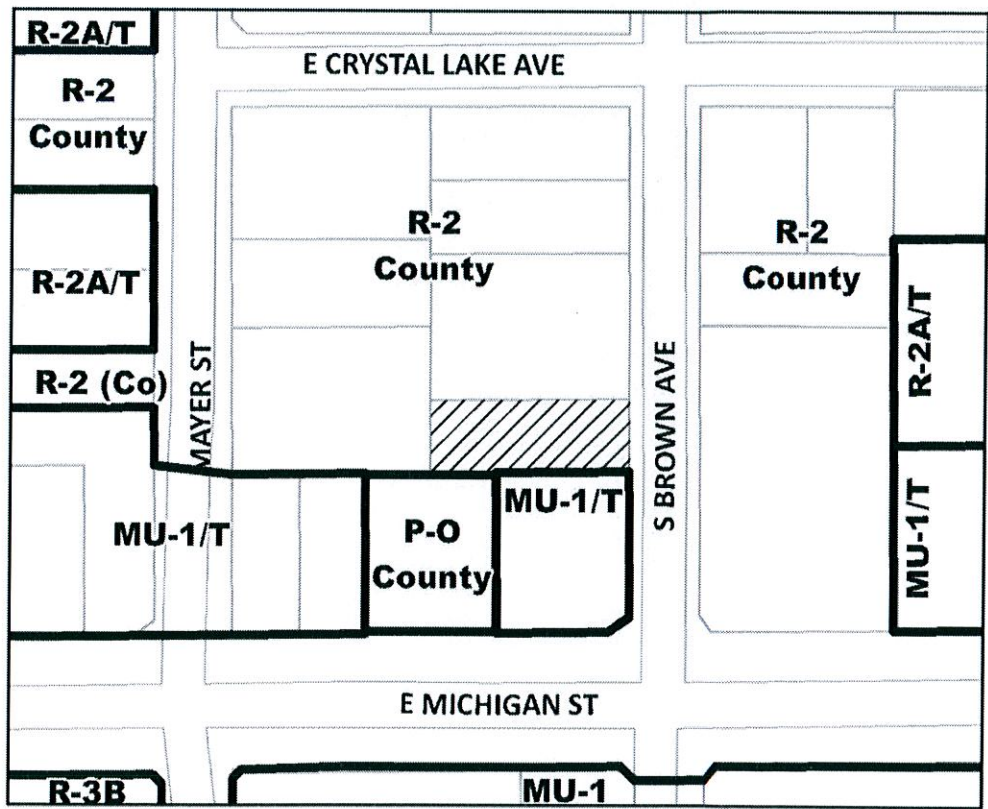 R-2A/T
E CRYSTAL LAKE AVE
R-2
County
R-2
County
R-2
County
R-2A/T
R-2A/T
R-2 (Co)
MAYER ST
S BROWN AVE
MU-1/T
P-O
County
MU-1/T
MU-1/T
E MICHIGAN ST
R-3B
MU-1